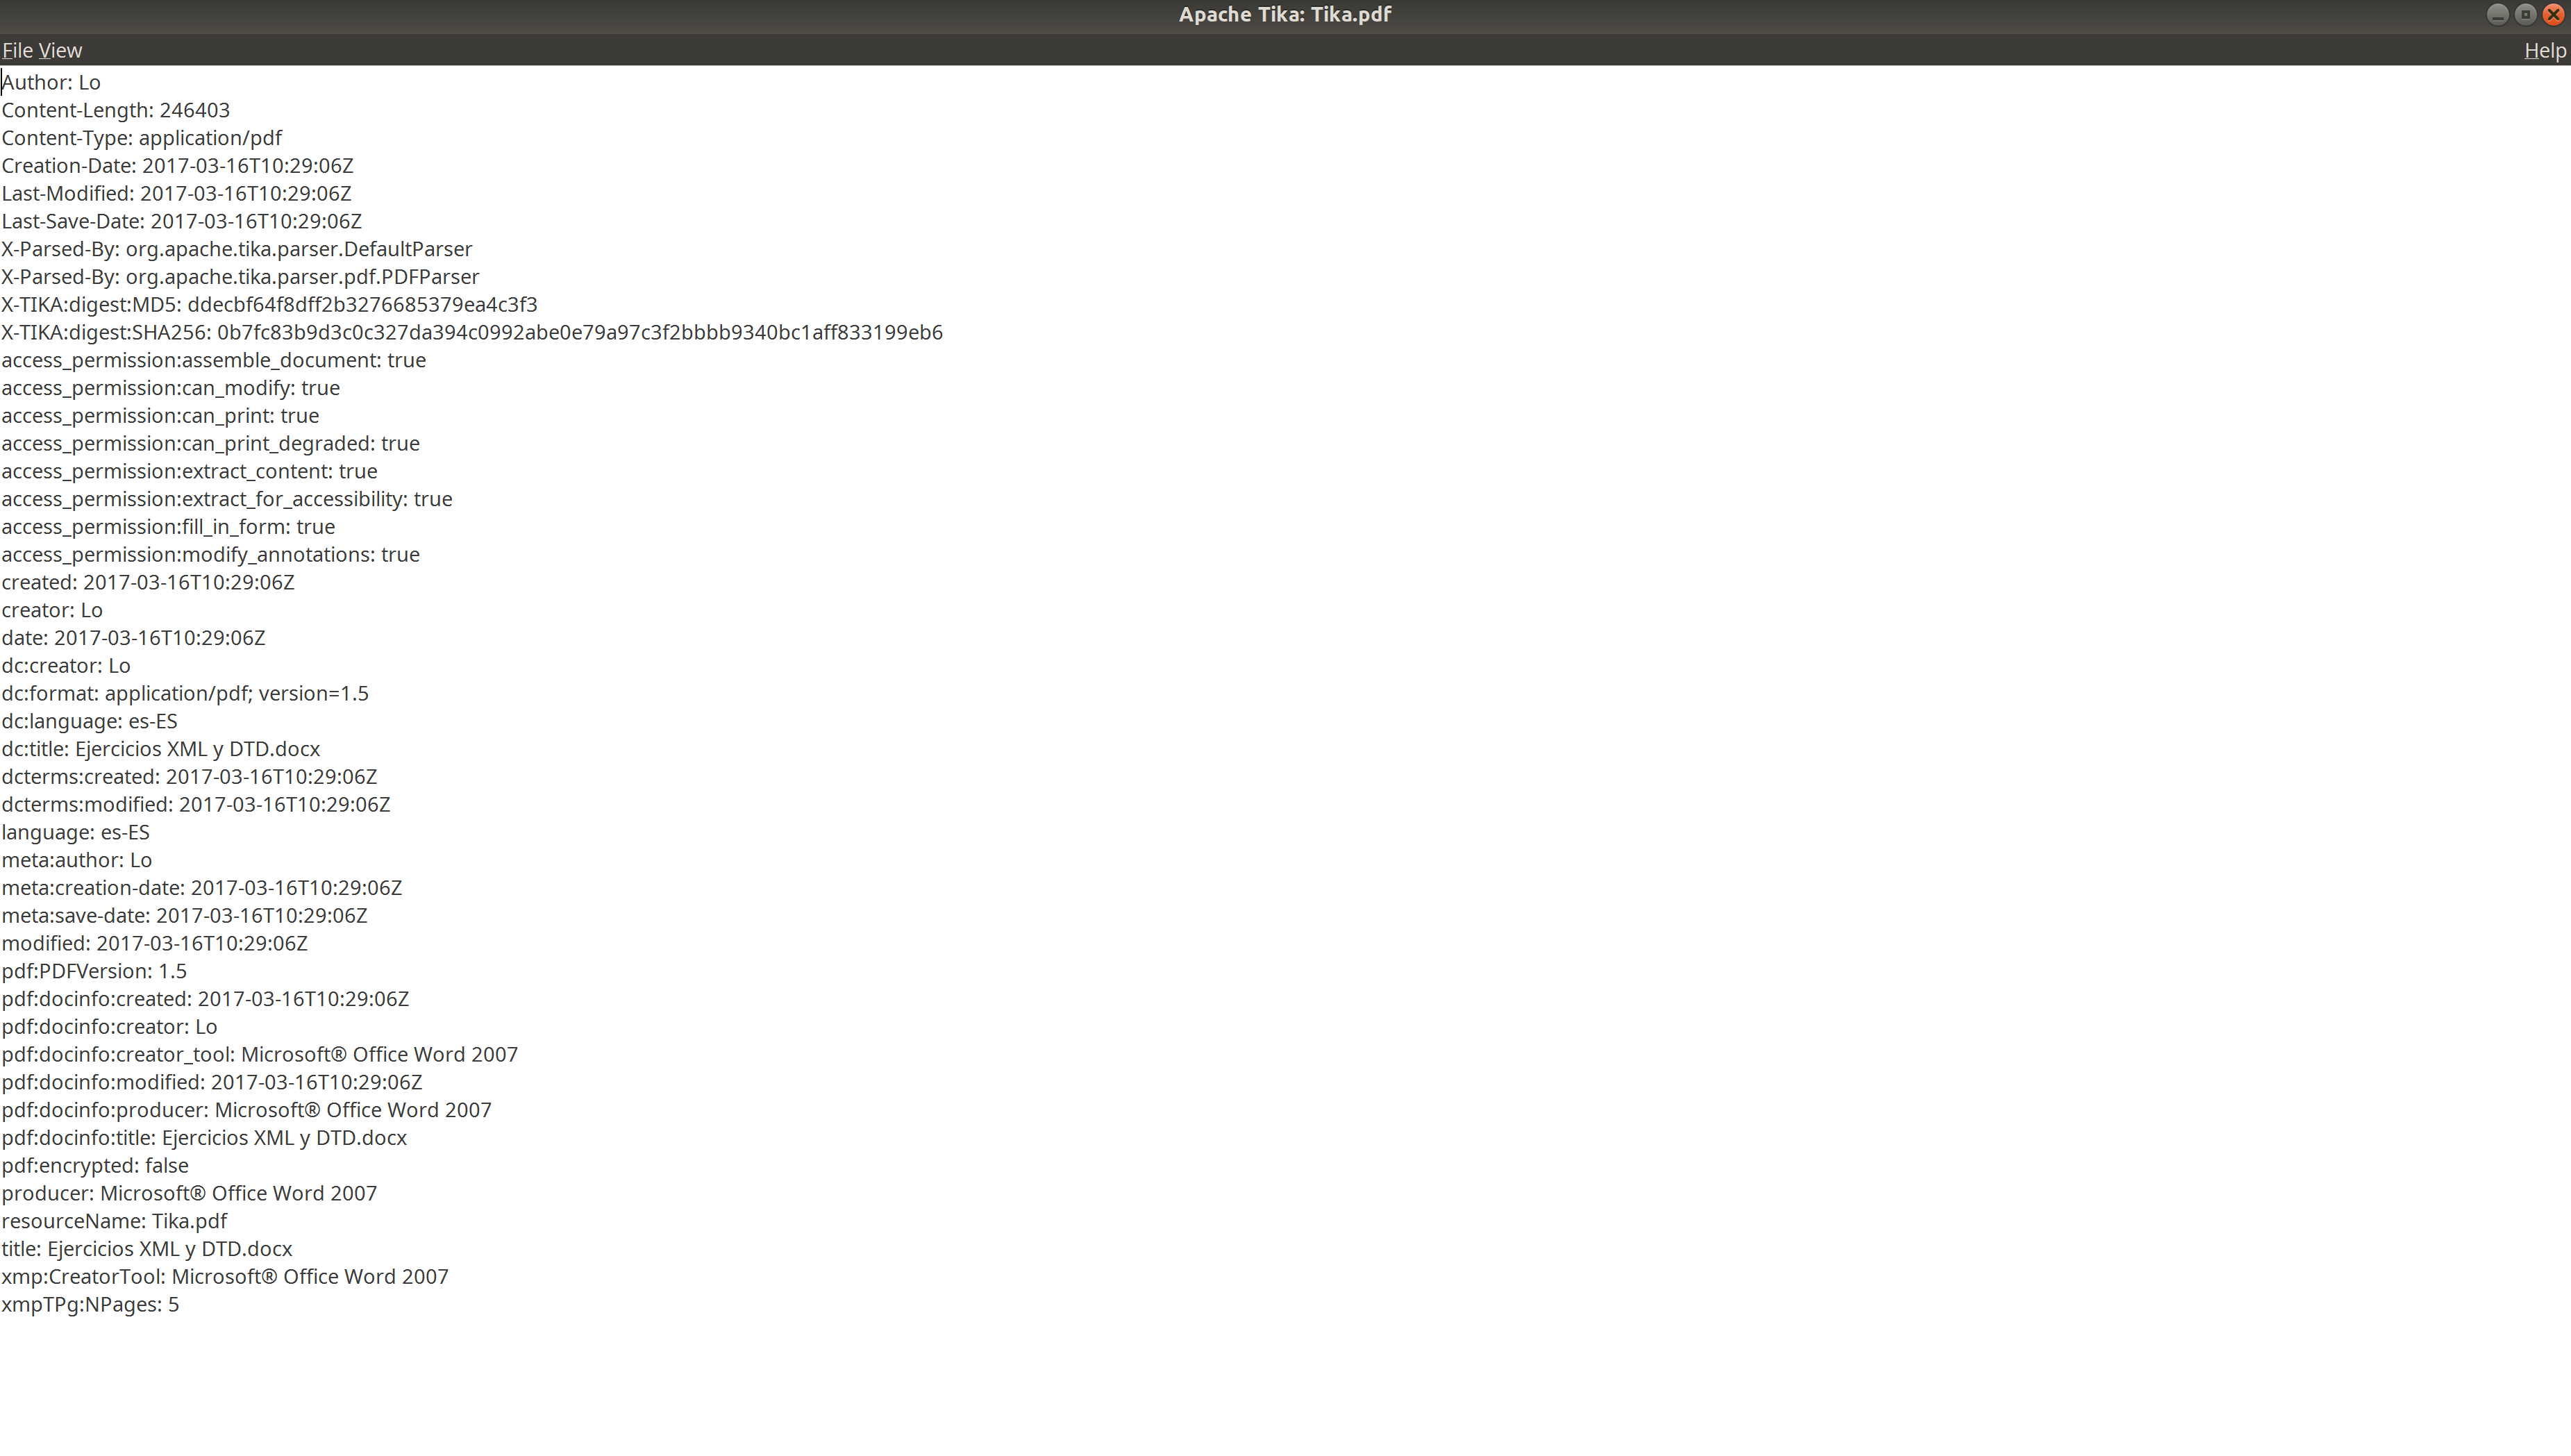 Apache Tika: Tika.pdf
File View Help
Author: Lo
Content-Length: 246403
Content-Type: application/pdf
Creation-Date: 2017-03-16T10:29:06Z
Last-Modified: 2017-03-16T10:29:06Z
Last-Save-Date: 2017-03-16T10:29:06Z
X-Parsed-By: org.apache.tika.parser.DefaultParser
X-Parsed-By: org.apache.tika.parser.pdf.PDFParser
X-TIKA:digest:MD5: ddecbf64f8dff2b3276685379ea4c3f3
X-TIKA:digest:SHA256: 0b7fc83b9d3c0c327da394c0992abe0e79a97c3f2bbbb9340bc1aff833199eb6
access_permission:assemble_document: true
access_permission:can_modify: true
access_permission:can_print: true
access_permission:can_print_degraded: true
access_permission:extract_content: true
access_permission:extract_for_accessibility: true
access_permission:fill_in_form: true
access_permission:modify_annotations: true
created: 2017-03-16T10:29:06Z
creator: Lo
date: 2017-03-16T10:29:06Z
dc:creator: Lo
dc:format: application/pdf; version=1.5
dc:language: es-ES
dc:title: Ejercicios XML y DTD.docx
dcterms:created: 2017-03-16T10:29:06Z
dcterms:modified: 2017-03-16T10:29:06Z
language: es-ES
meta:author: Lo
meta:creation-date: 2017-03-16T10:29:06Z
meta:save-date: 2017-03-16T10:29:06Z
modified: 2017-03-16T10:29:06Z
pdf:PDFVersion: 1.5
pdf:docinfo:created: 2017-03-16T10:29:06Z
pdf:docinfo:creator: Lo
pdf:docinfo:creator_tool: Microsoft® Office Word 2007
pdf:docinfo:modified: 2017-03-16T10:29:06Z
pdf:docinfo:producer: Microsoft® Office Word 2007
pdf:docinfo:title: Ejercicios XML y DTD.docx
pdf:encrypted: false
producer: Microsoft® Office Word 2007
resourceName: Tika.pdf
title: Ejercicios XML y DTD.docx
xmp:CreatorTool: Microsoft® Office Word 2007
xmpTPg:NPages: 5